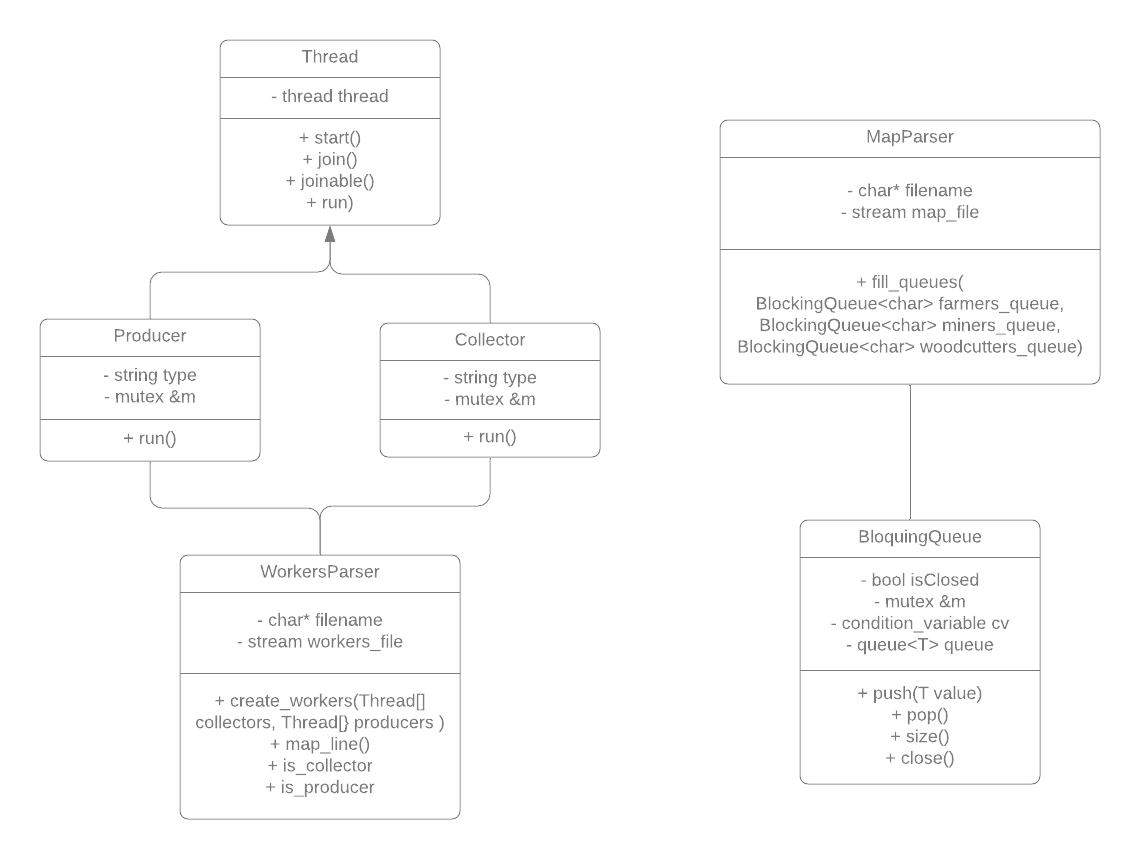 Thread
- thread thread
+ start()
+ join()
+ joinable()
+ run)
MapParser
- char* filename
- stream map_file
+ fill_queues(
BlockingQueue<char> farmers_queue,
BlockingQueue<char> miners_queue,
BlockingQueue<char> woodcutters_queue)
Producer
- string type
- mutex &m
+ run()
Collector
- string type
- mutex &m
+ run()
WorkersParser
- char* filename
- stream workers_file
+ create_workers(Thread[]
collectors, Thread[} producers )
+ map_line()
+ is_collector
+ is_producer
BloquingQueue
- bool isClosed
- mutex &m
- condition_variable cv
- queue<T> queue
+ push(T value)
+ pop()
+ size()
+ close()